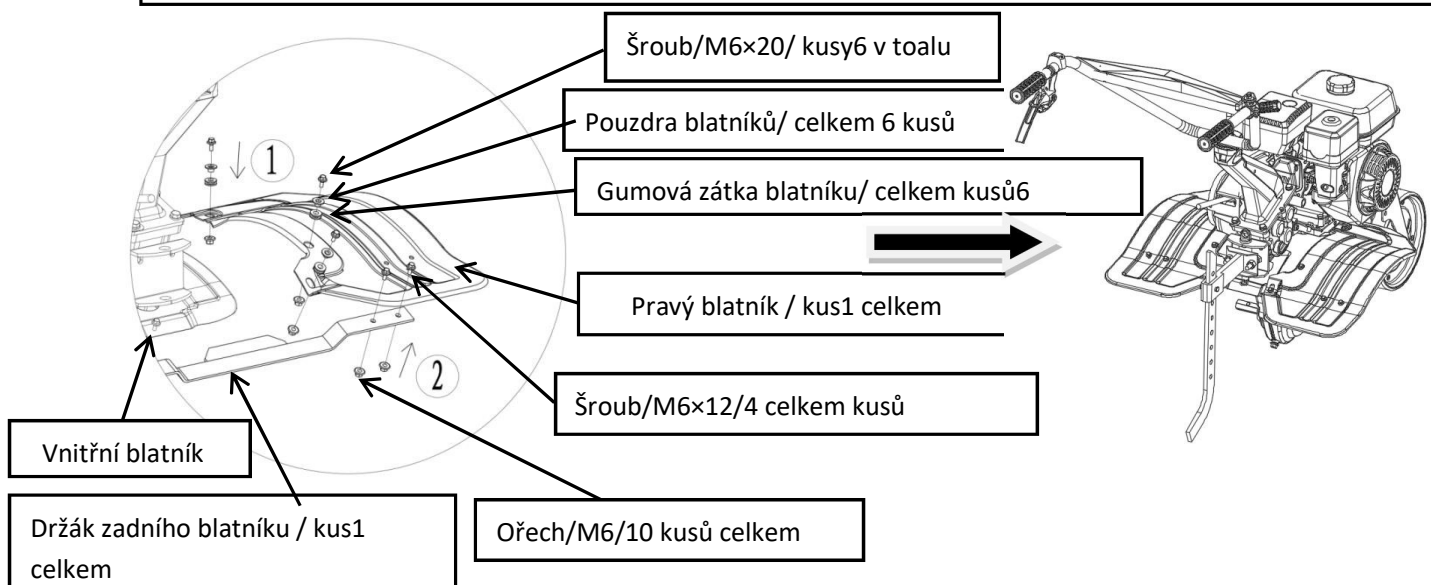 Šroub/M6×20/ kusy6 v toalu
Pouzdra blatníků/ celkem 6 kusů
1
Gumová zátka blatníku/ celkem kusů6
Pravý blatník / kus1 celkem
2
Šroub/M6×12/4 celkem kusů
Vnitřní blatník
Držák zadního blatníku / kus1
celkem
Ořech/M6/10 kusů celkem